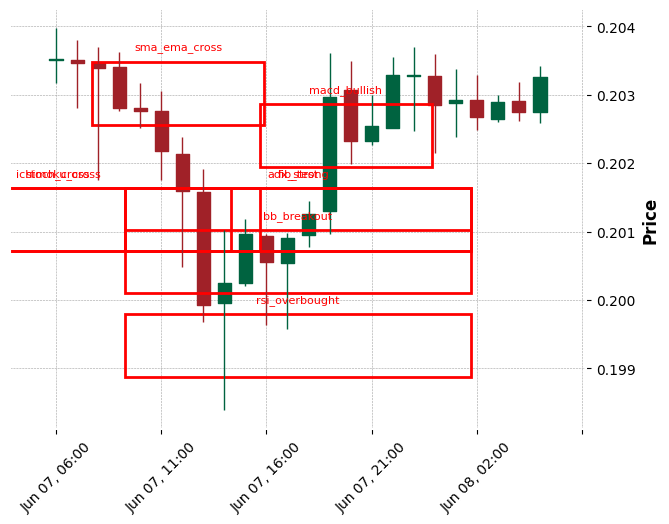 sma_ema_cross
macd_bullish
stoch_cross
bb_breakout
rsi_overbought
0.204
0.203
0.202
0.201
0.200
0.199
Price
Jun 07, 06:00
Jun 07, 11:00
Jun 07, 16:00
Jun 07, 21:00
Jun 08, 02:00